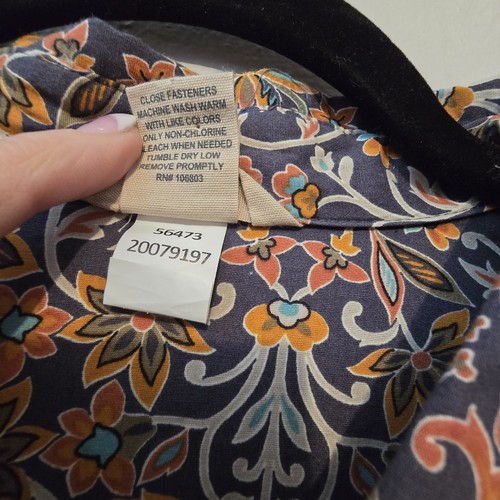 CLOSE FASTENERS
MACHINE WASH WARM
WITH LIKE COLORS
ONLY NON-CHLORINE
BLEACH WHEN NEEDED
TUMBLE DRY LOW
REMOVE PROMPTLY
RN# 106803
56473
20079197